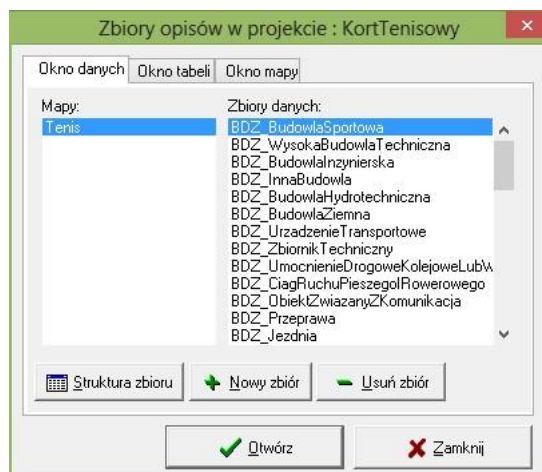 Zbiory opisów w projekcie : KortTenisowy
Okno danych Okno tabeli Okno mapy
Mapy:
Tenis
Zbiory danych:
BDZ_BudowlaSportowa
BDZ_WysokaBudowlaTechniczna
BDZ_BudowlaInzynierska
BDZ_InnaBudowla
BDZ_BudowlaHydrotechniczna
BDZ_BudowlaZiemna
BDZ_UrzadzenieTransportowe
BDZ_ZbiornikTechniczny
BDZ_UmocnienieDrogoweKolejoweLubW
BDZ_CiagRuchuPieszegoIRowerowego
BDZ_ObiektZwiazanyZKomunikacja
BDZ_Przeprawa
BDZ_Jezdnia
Struktura zbioru Nowy zbiór Usuń zbiór
Otwórz Zamknij